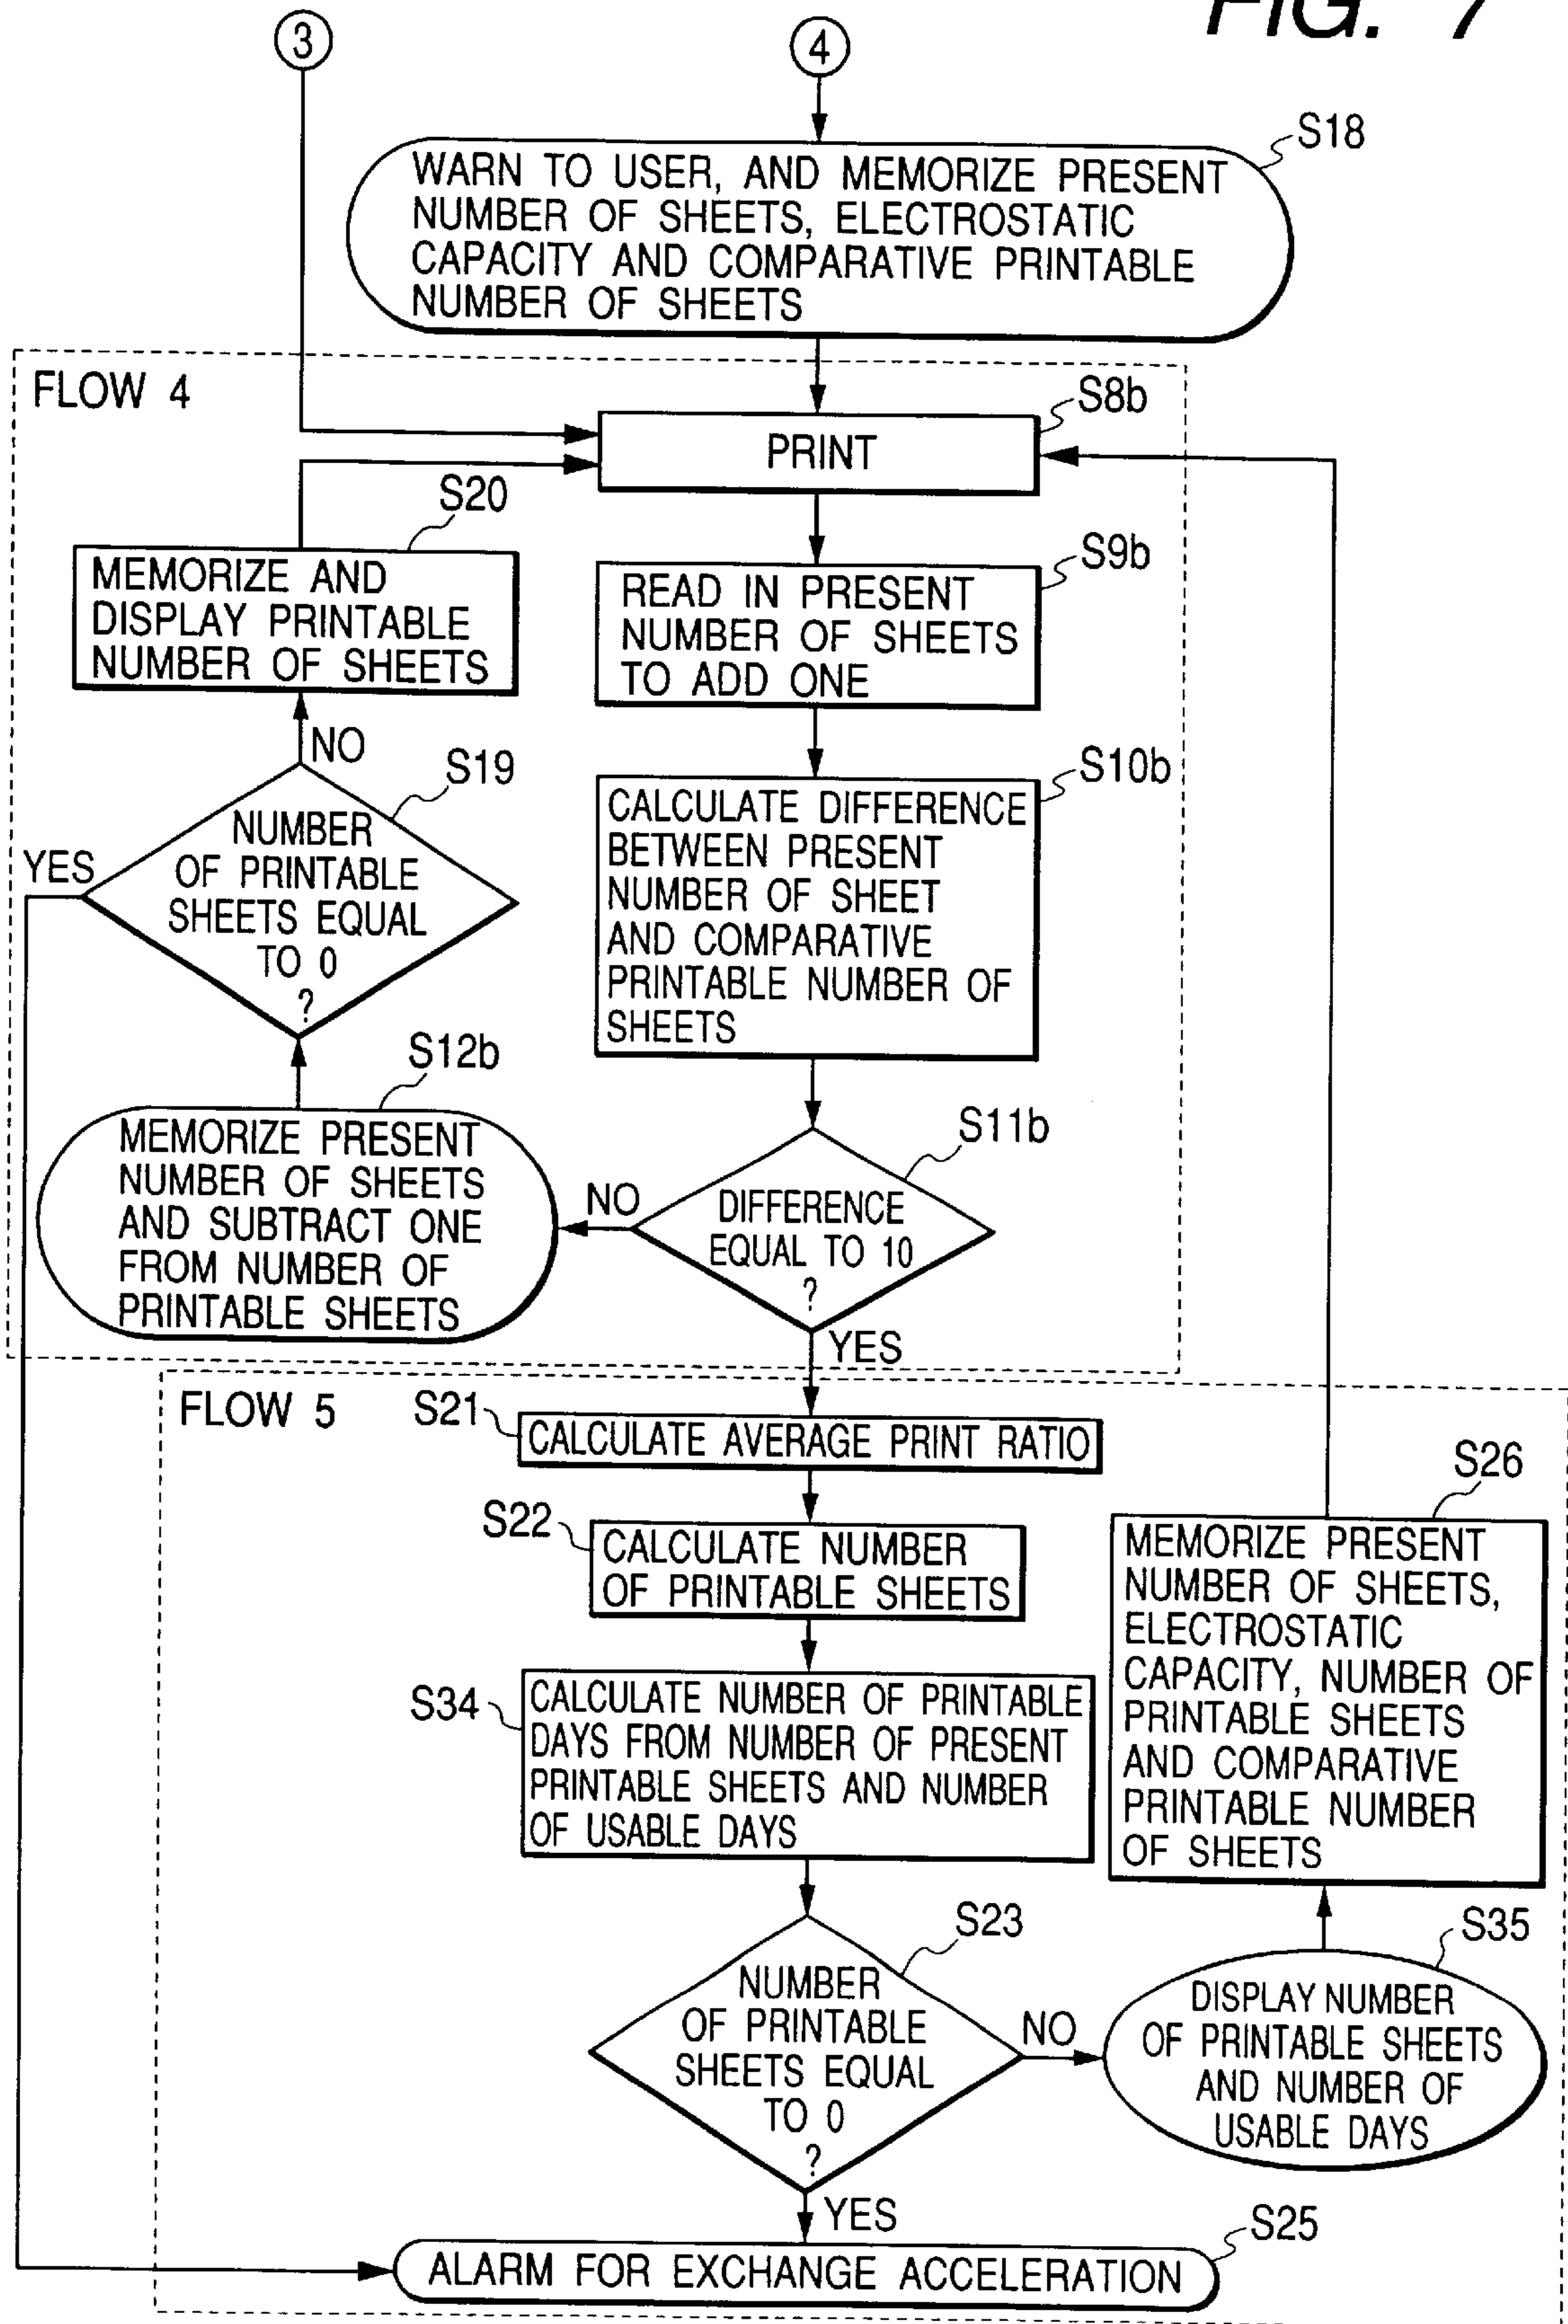 FIG. 7
3
4
S18
WARN TO USER, AND MEMORIZE PRESENT
NUMBER OF SHEETS, ELECTROSTATIC
CAPACITY AND COMPARATIVE PRINTABLE
NUMBER OF SHEETS
FLOW 4
S8b
PRINT
S20
MEMORIZE AND
DISPLAY PRINTABLE
NUMBER OF SHEETS
S9b
READ IN PRESENT
NUMBER OF SHEETS
TO ADD ONE
NO
S19
NUMBER
OF PRINTABLE
SHEETS EQUAL
TO 0
?
YES
S10b
CALCULATE DIFFERENCE
BETWEEN PRESENT
NUMBER OF SHEET
AND COMPARATIVE
PRINTABLE NUMBER OF
SHEETS
S12b
MEMORIZE PRESENT
NUMBER OF SHEETS
AND SUBTRACT ONE
FROM NUMBER OF
PRINTABLE SHEETS
NO
S11b
DIFFERENCE
EQUAL TO 10
?
YES
FLOW 5
S21
CALCULATE AVERAGE PRINT RATIO
S22
CALCULATE NUMBER
OF PRINTABLE SHEETS
S26
MEMORIZE PRESENT
NUMBER OF SHEETS,
ELECTROSTATIC
CAPACITY, NUMBER OF
PRINTABLE SHEETS
AND COMPARATIVE
PRINTABLE NUMBER
OF SHEETS
S34
CALCULATE NUMBER OF PRINTABLE
DAYS FROM NUMBER OF PRESENT
PRINTABLE SHEETS AND NUMBER
OF USABLE DAYS
S23
NUMBER
OF PRINTABLE
SHEETS EQUAL
TO 0
?
NO
S35
DISPLAY NUMBER
OF PRINTABLE SHEETS
AND NUMBER OF
USABLE DAYS
YES
S25
ALARM FOR EXCHANGE ACCELERATION